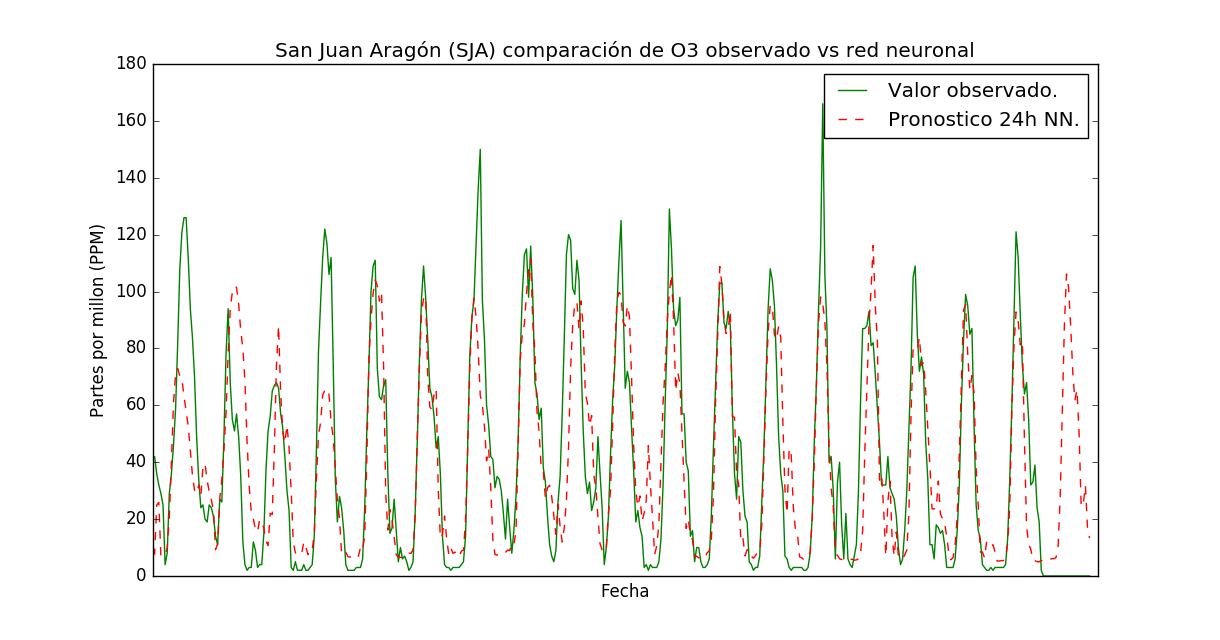 San Juan Aragón (SJA) comparación de O3 observado vs red neuronal
180
160
140
120
100
80
60
40
20
0
Partes por millon (PPM)
Fecha
Valor observado.
Pronostico 24h NN.